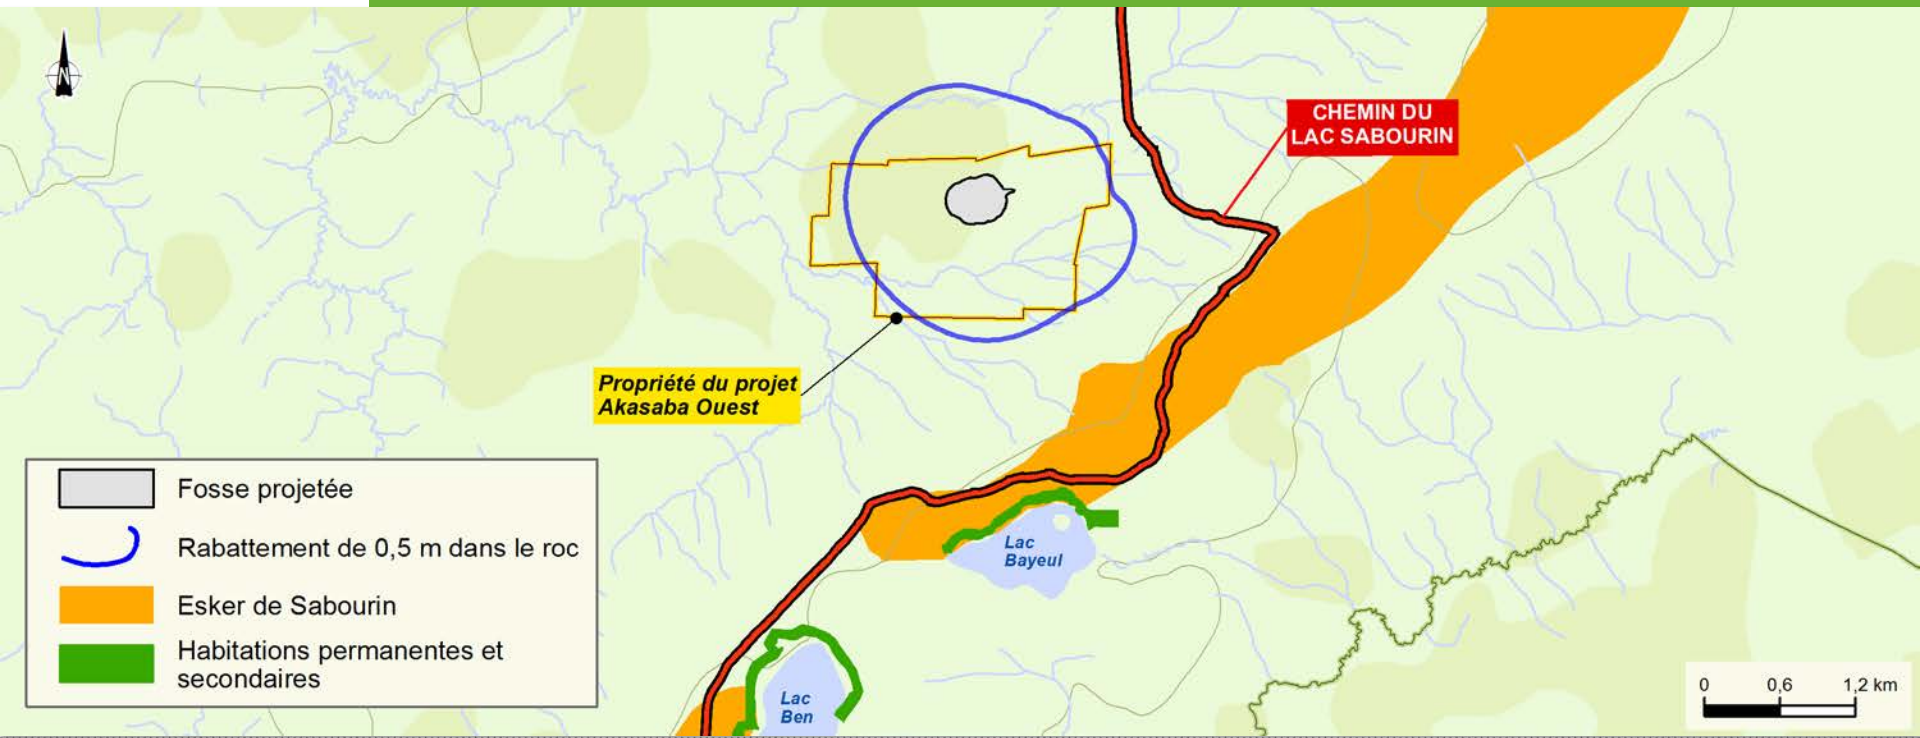 N
CHEMIN DU
LAC SABOURIN
Propriété du projet
Akasaba Ouest
Fosse projetée
Rabattement de 0,5 m dans le roc
Esker de Sabourin
Habitations permanentes et
secondaires
Lac
Bayeul
Lac
Ben
0 0,6 1,2 km